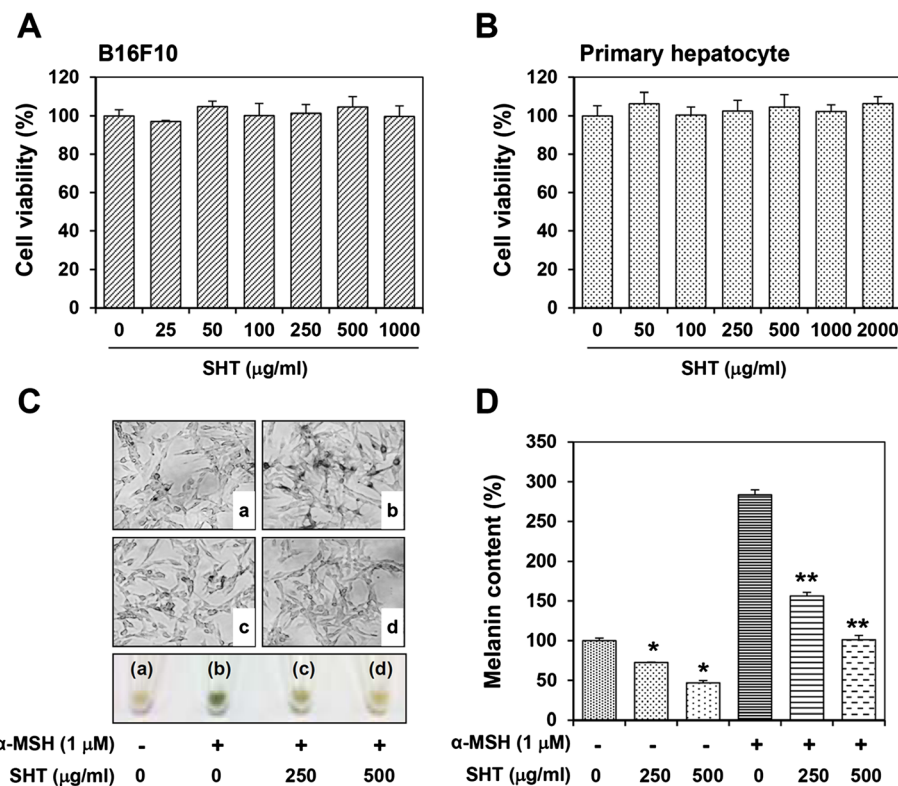 A
B16F10
Cell viability (%)
120
100
80
60
40
20
0
0 25 50 100 250 500 1000
SHT (μg/ml)
B
Primary hepatocyte
Cell viability (%)
120
100
80
60
40
20
0
0 50 100 250 500 1000 2000
SHT (μg/ml)
C
a b
c d
(a) (b) (c) (d)
α-MSH (1 μM) - + + +
SHT (μg/ml) 0 0 250 500
D
Melanin content (%)
350
300
250
200
150
100
50
0
* * ** **
α-MSH (1 μM) - - - + + +
SHT (μg/ml) 0 250 500 0 250 500